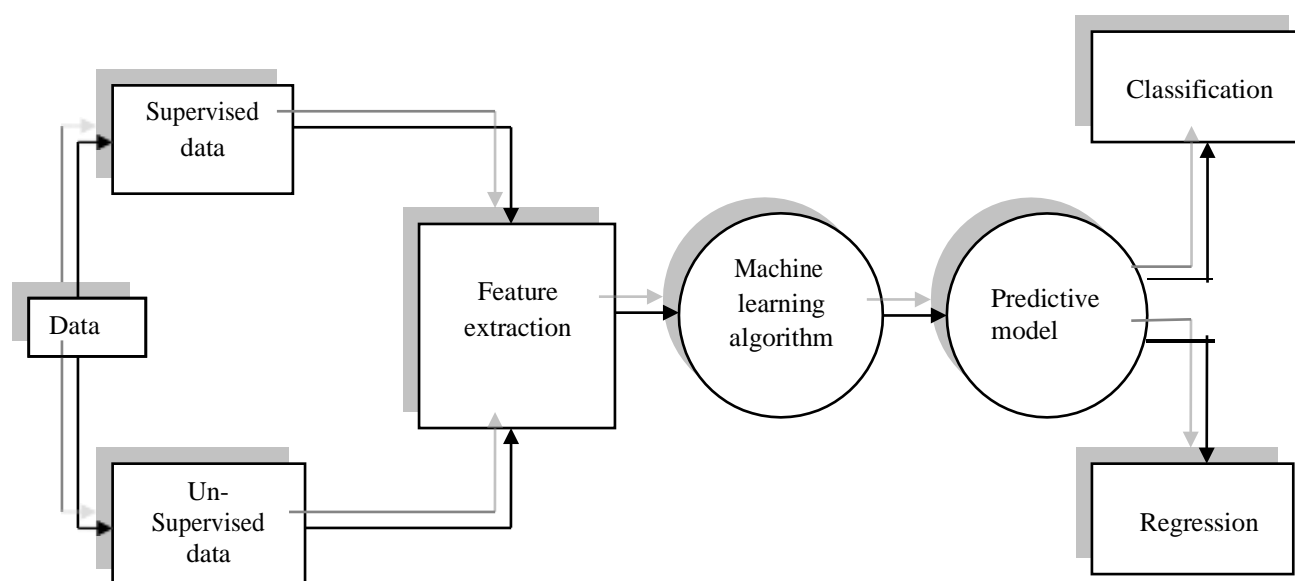 Data
Supervised
data
Un-
Supervised
data
Feature
extraction
Machine
learning
algorithm
Predictive
model
Classification
Regression